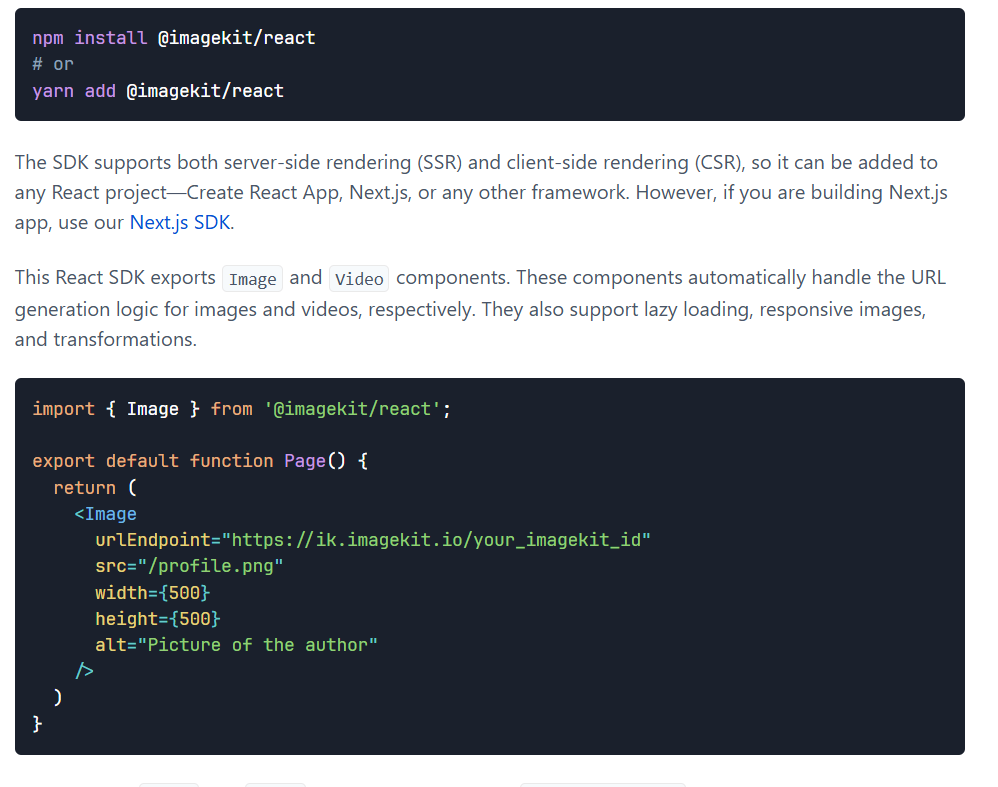 npm install @imagekit/react
# or
yarn add @imagekit/react
The SDK supports both server-side rendering (SSR) and client-side rendering (CSR), so it can be added to
any React project—Create React App, Next.js, or any other framework. However, if you are building Next.js
app, use our Next.js SDK.
This React SDK exports Image and Video components. These components automatically handle the URL
generation logic for images and videos, respectively. They also support lazy loading, responsive images,
and transformations.
import { Image } from '@imagekit/react';
export default function Page() {
  return (
    <Image
      urlEndpoint="https://ik.imagekit.io/your_imagekit_id"
      src="/profile.png"
      width={500}
      height={500}
      alt="Picture of the author"
    />
  )
}